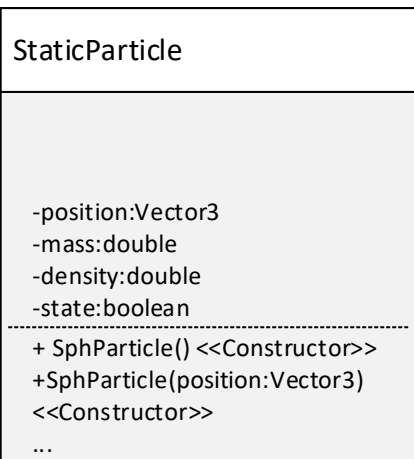 StaticParticle
-position:Vector3
-mass:double
-density:double
-state:boolean
+ SphParticle() <<Constructor>>
+SphParticle(position:Vector3)
<<Constructor>>
...